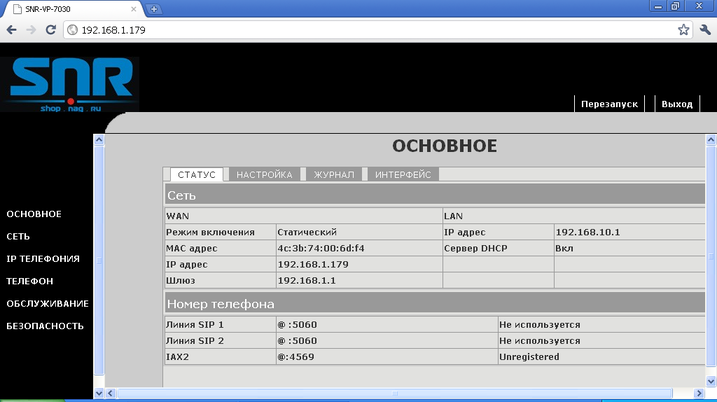 SNR-VP-7030
192.168.1.179
SNR
shop.nag.ru
Перезапуск Выход
ОСНОВНОЕ
СТАТУС НАСТРОЙКА ЖУРНАЛ ИНТЕРФЕЙС
Сеть
WAN LAN
Режим включения Статический IP адрес 192.168.10.1
MAC адрес 4c:3b:74:00:6d:f4 Сервер DHCP Вкл
IP адрес 192.168.1.179
Шлюз 192.168.1.1
Номер телефона
Линия SIP 1 @ :5060 Не используется
Линия SIP 2 @ :5060 Не используется
IAX2 @:4569 Unregistered
ОСНОВНОЕ
СЕТЬ
IP ТЕЛЕФОНИЯ
ТЕЛЕФОН
ОБСЛУЖИВАНИЕ
БЕЗОПАСНОСТЬ